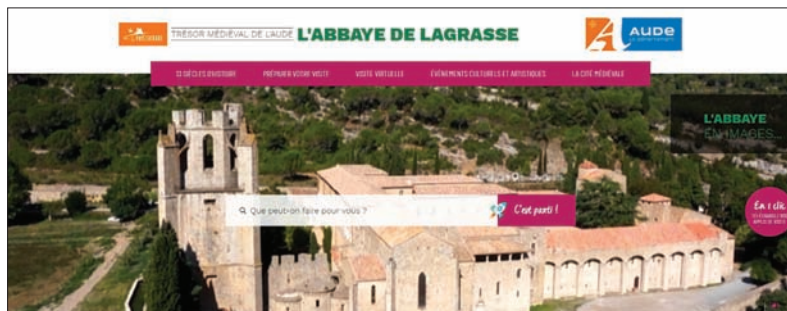 TRÉSOR MÉDIÉVAL DE L'AUDE L'ABBAYE DE LAGRASSE
AUDE
13 SIÈCLES D'HISTOIRE PRÉPARER VOTRE VISITE VISITE VIRTUELLE ÉVÉNEMENTS CULTURELS ET ARTISTIQUES LA CITÉ MÉDIÉVALE
L'ABBAYE
EN IMAGES...
Que peut-on faire pour vous ?
C'est parti !
En 1 clic